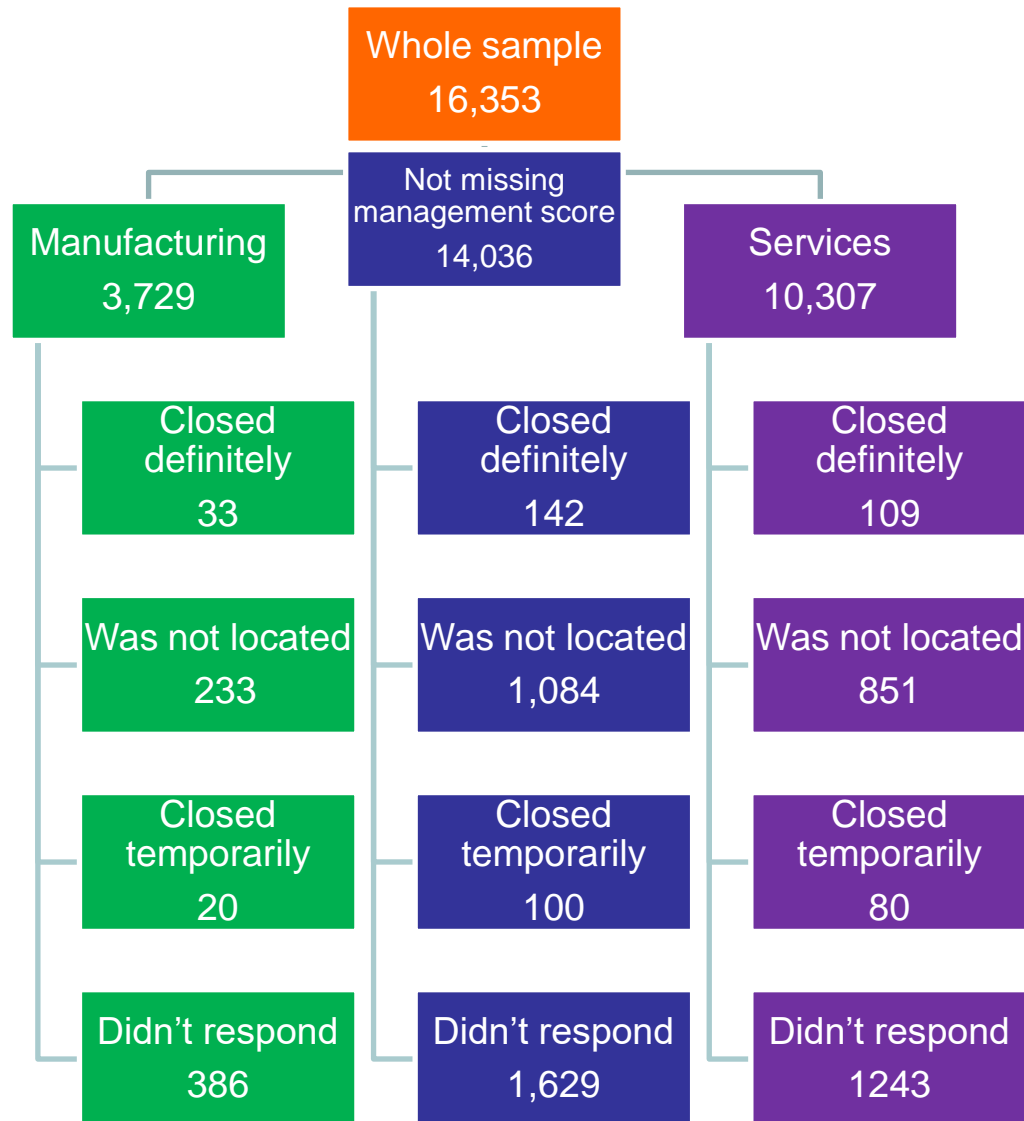 Whole sample
16,353
Not missing
management score
14,036
Manufacturing
3,729
Services
10,307
Closed
definitely
33
Closed
definitely
142
Closed
definitely
109
Was not located
233
Was not located
1,084
Was not located
851
Closed
temporarily
20
Closed
temporarily
100
Closed
temporarily
80
Didn’t respond
386
Didn’t respond
1,629
Didn’t respond
1243